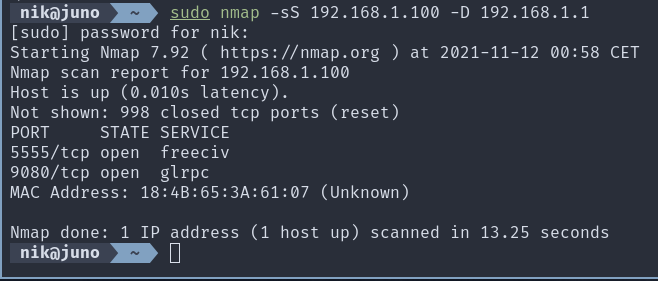 nik@juno ~ sudo nmap -sS 192.168.1.100 -D 192.168.1.1
[sudo] password for nik:
Starting Nmap 7.92 ( https://nmap.org ) at 2021-11-12 00:58 CET
Nmap scan report for 192.168.1.100
Host is up (0.010s latency).
Not shown: 998 closed tcp ports (reset)
PORT     STATE SERVICE
5555/tcp open  freeciv
9080/tcp open  glrpc
MAC Address: 18:4B:65:3A:61:07 (Unknown)
Nmap done: 1 IP address (1 host up) scanned in 13.25 seconds
nik@juno ~